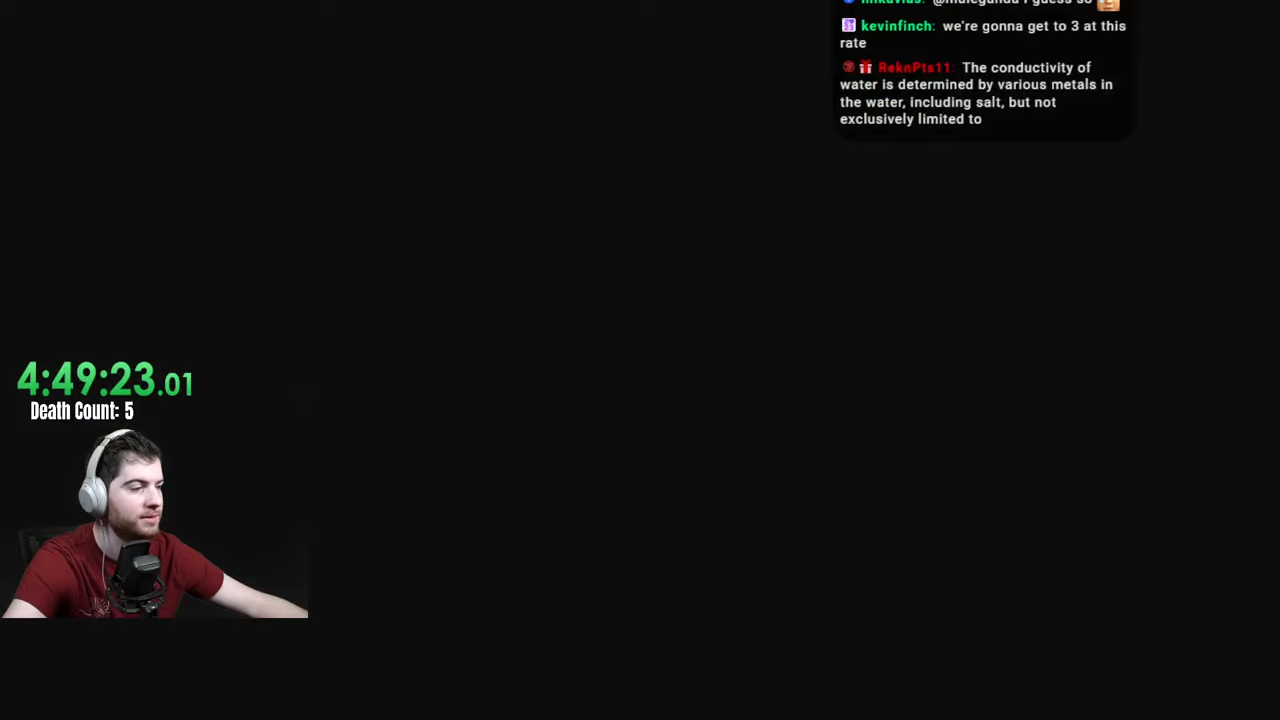 kevinfinch: we're gonna get to 3 at this
rate
ReknPts11: The conductivity of
water is determined by various metals in
the water, including salt, but not
exclusively limited to
4:49:23.01
Death Count: 5